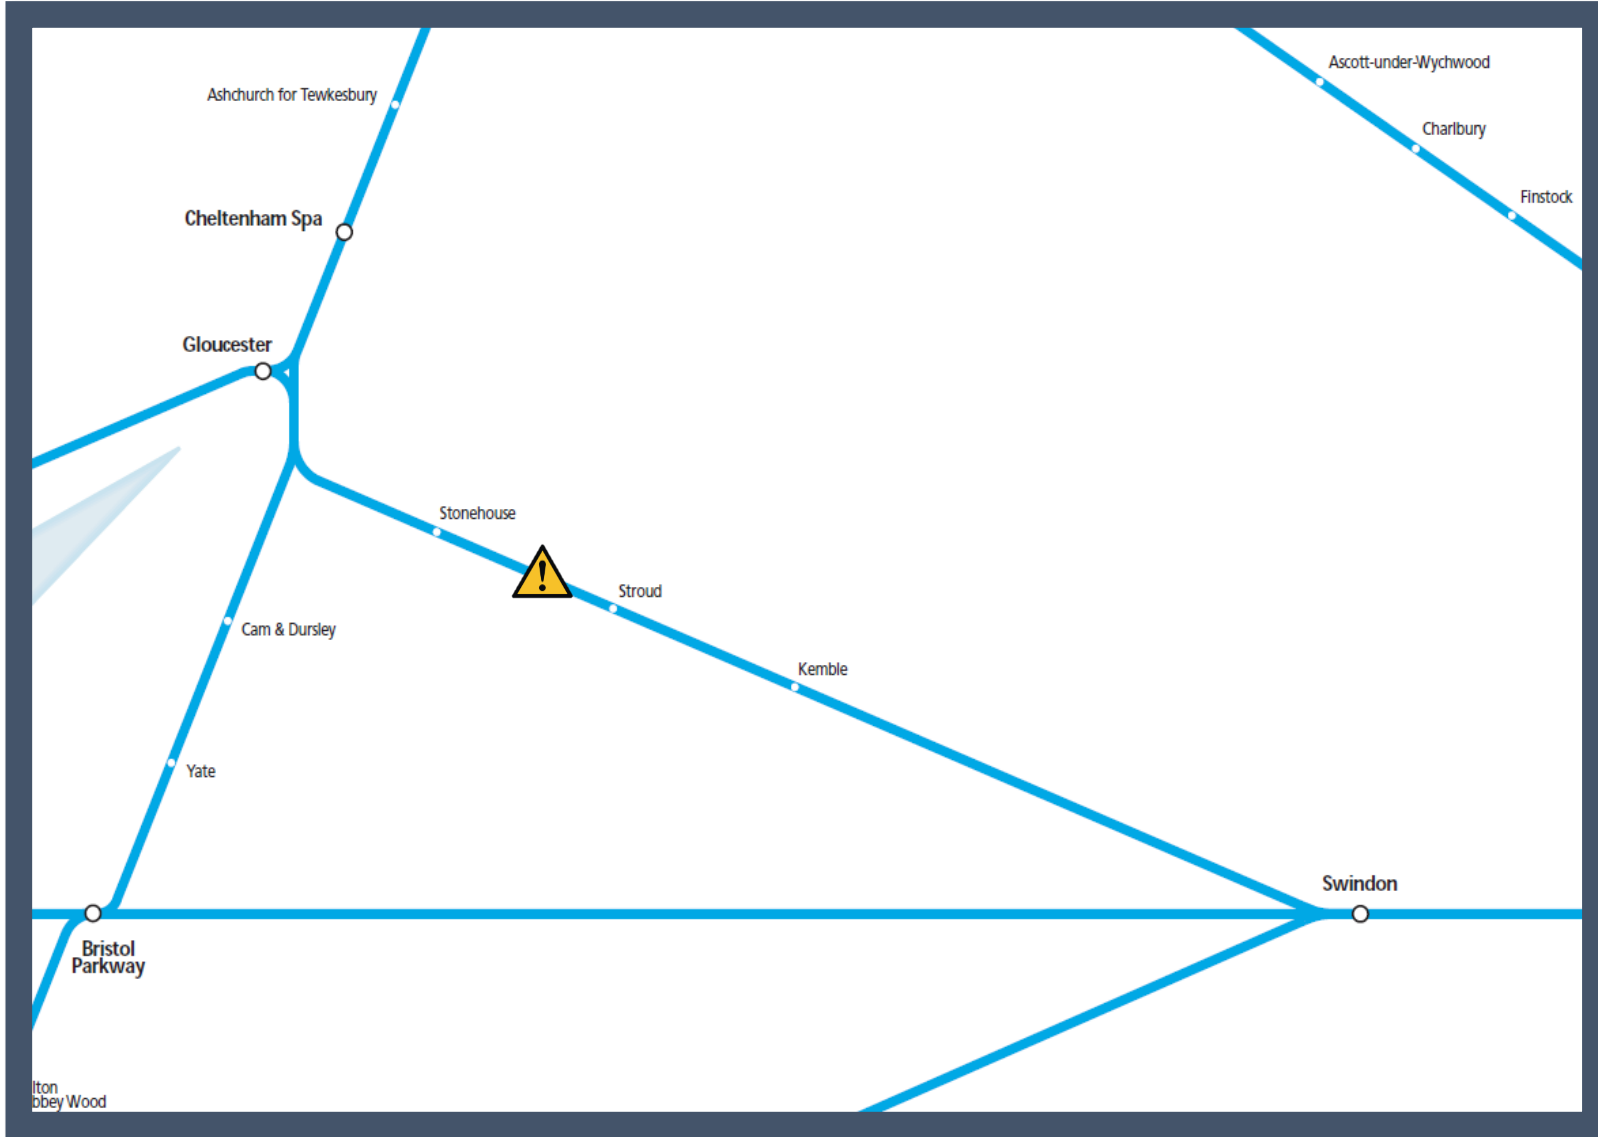 Ascott-under-Wychwood
Ashchurch for Tewkesbury
Charlbury
Finstock
Cheltenham Spa
Gloucester
Stonehouse
!
Stroud
Cam & Dursley
Kemble
Yate
Swindon
Bristol
Parkway
lton
bbey Wood